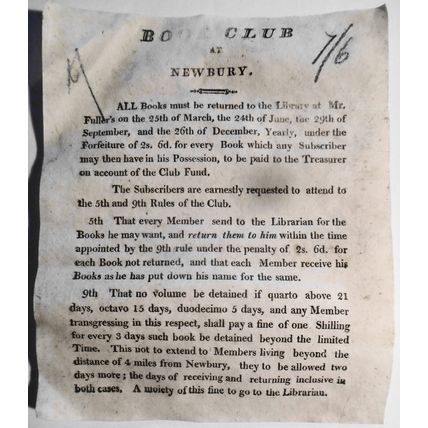 BOOK CLUB
7/6
AT
NEWBURY.
ALL Books must be returned to the Library at Mr.
Fuller's on the 25th of March, the 24th of June, the 29th of
September, and the 26th of December, Yearly, under the
Forfeiture of 2s. 6d. for every Book which any Subscriber
may then have in his Possession, to be paid to the Treasurer
on account of the Club Fund.
The Subscribers are earnestly requested to attend to
the 5th and 9th Rules of the Club.
5th That every Member send to the Librarian for the
Books he may want, and return them to him within the time
appointed by the 9th rule under the penalty of 2s. 6d. for
each Book not returned, and that each Member receive his
Books as he has put down his name for the same.
9th That no volume be detained if quarto above 21
days, octavo 15 days, duodecimo 5 days, and any Member
transgressing in this respect, shall pay a fine of one Shilling
for every 3 days such book be detained beyond the limited
Time. This not to extend to Members living beyond the
distance of 4 miles from Newbury, they to be allowed two
days more; the days of receiving and returning inclusive in
both cases. A moiety of this fine to go to the Librarian.